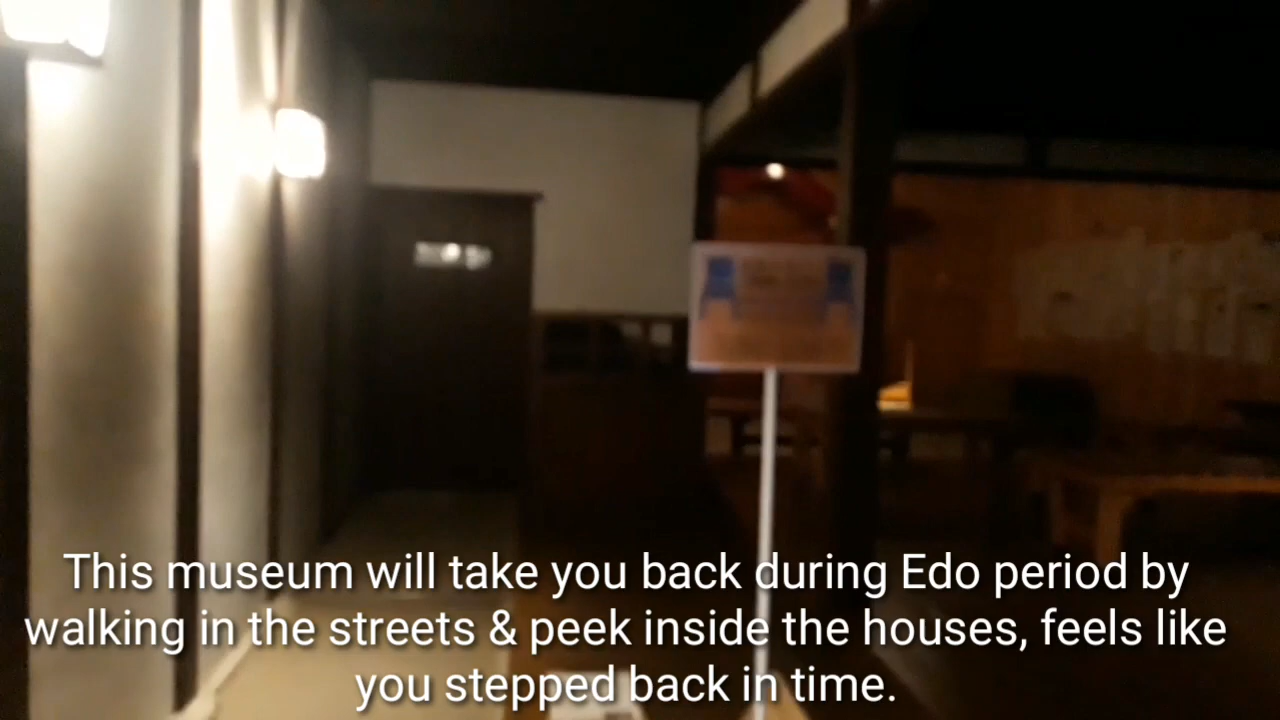 This museum will take you back during Edo period by
walking in the streets & peek inside the houses, feels like
you stepped back in time.